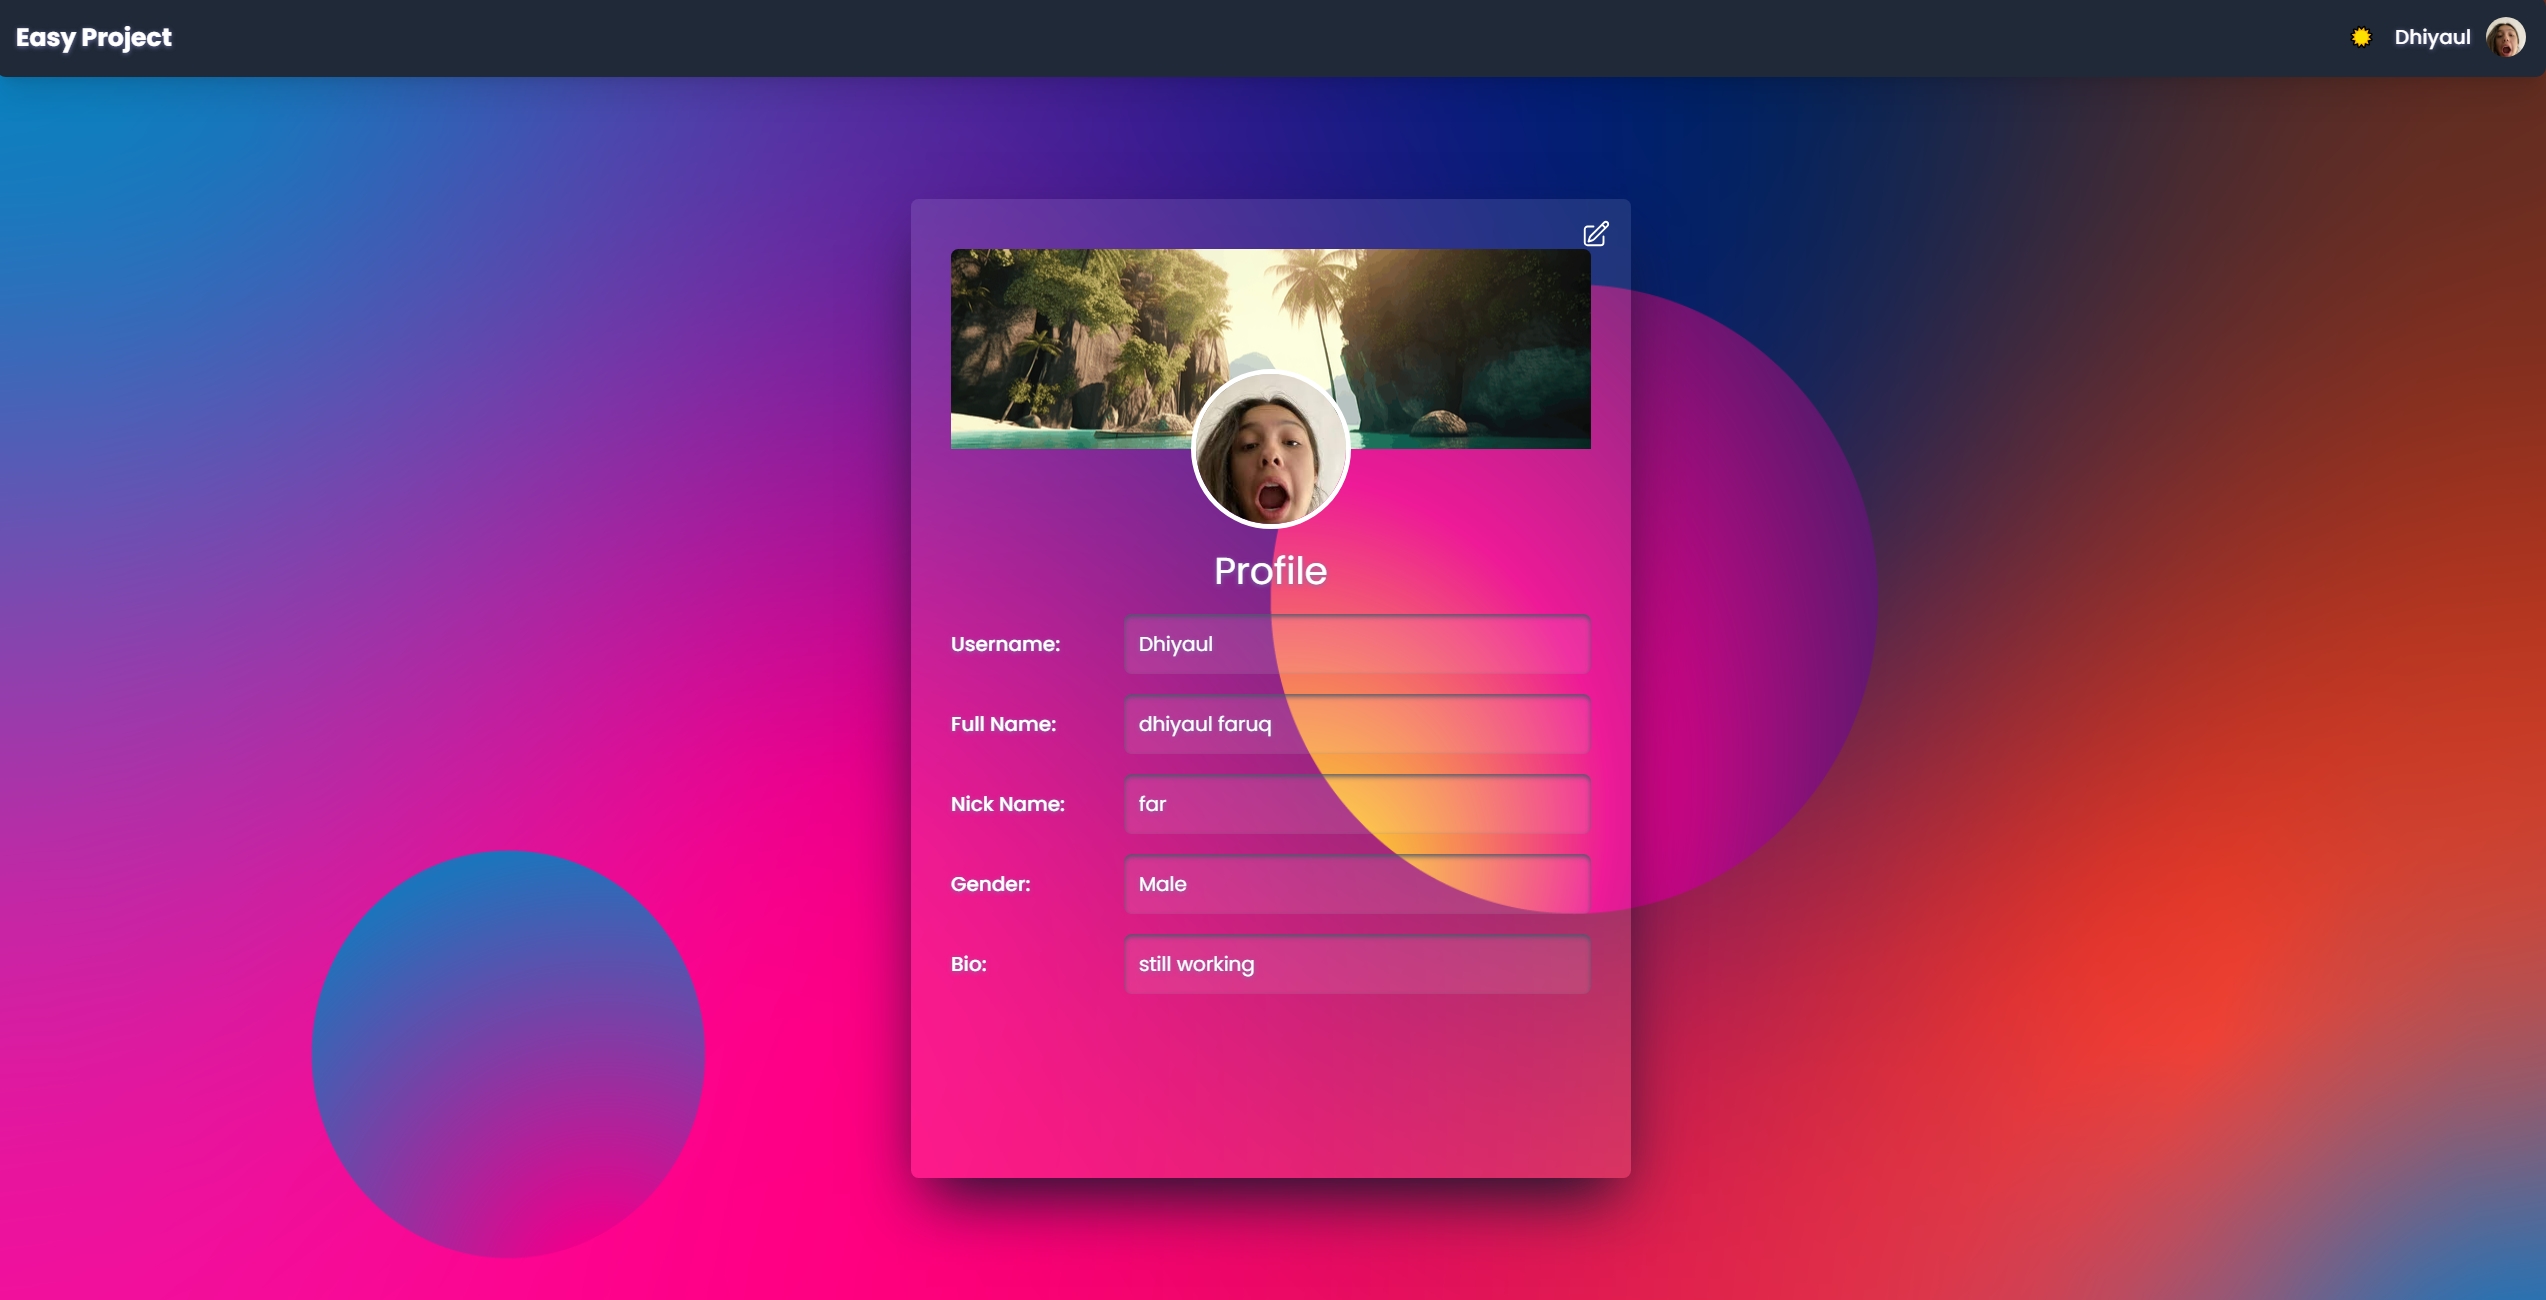 Easy Project
Dhiyaul
Profile
Username: Dhiyaul
Full Name: dhiyaul faruq
Nick Name: far
Gender: Male
Bio: still working